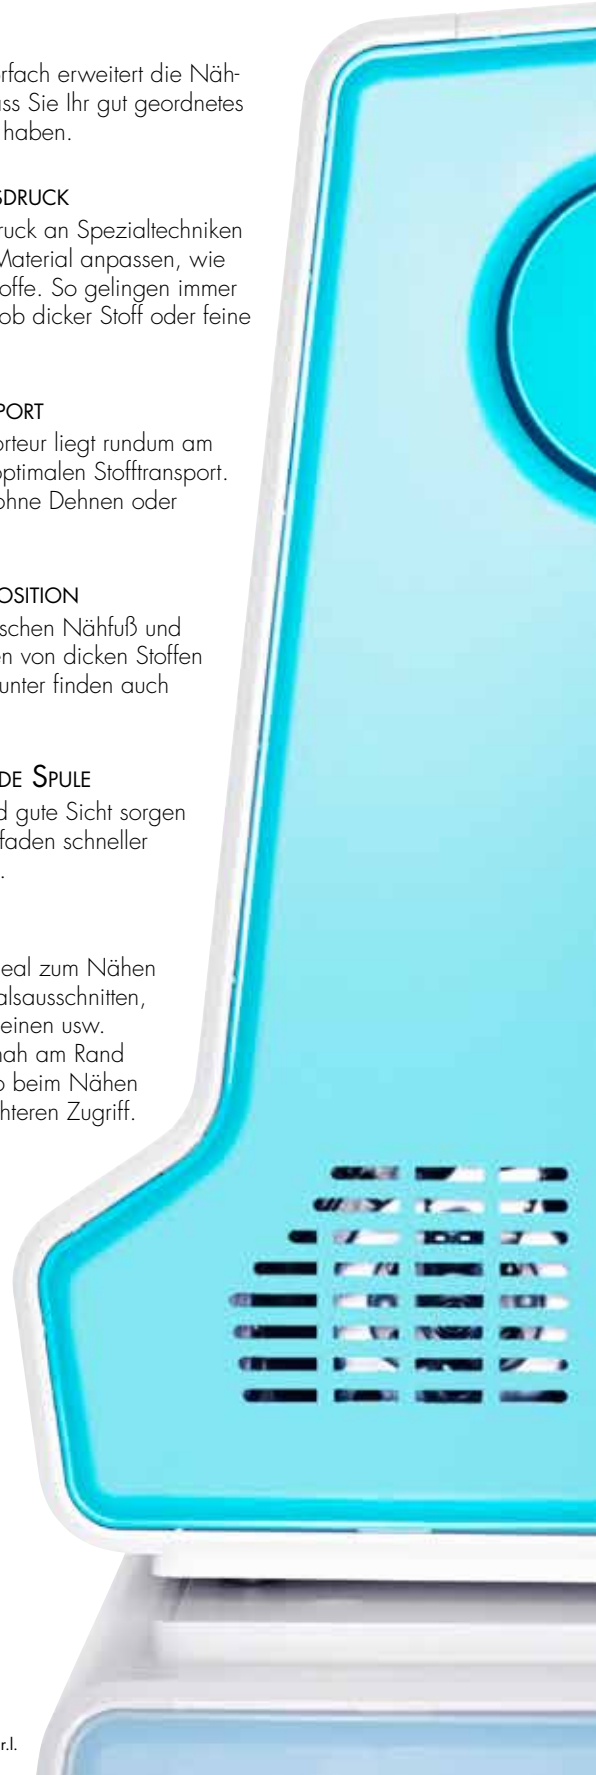 rfach erweitert die Näh-
ss Sie Ihr gut geordnetes
haben.
SDRUCK
ruck an Spezialtechniken
Material anpassen, wie
offe. So gelingen immer
ob dicker Stoff oder feine
PORT
orteur liegt rundum am
optimalen Stofftransport.
ohne Dehnen oder
OSITION
schen Nähfuß und
en von dicken Stoffen
unter finden auch
DE SPULE
d gute Sicht sorgen
faden schneller
.
eal zum Nähen
alsausschnitten,
einen usw.
nah am Rand
o beim Nähen
chteren Zugriff.
r.l.